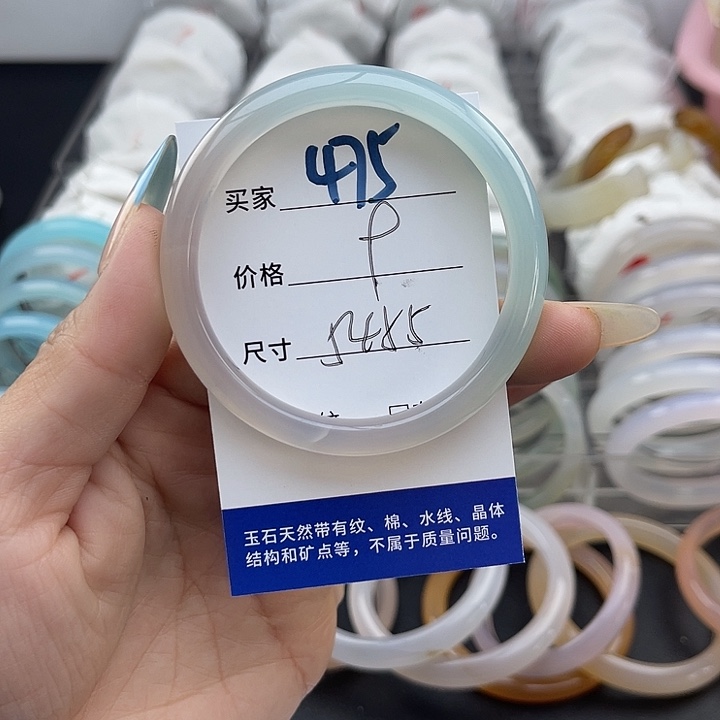 买家 475
价格 P
尺寸 54X5
玉石天然带有纹、棉、水线、晶体
结构和矿点等，不属于质量问题。